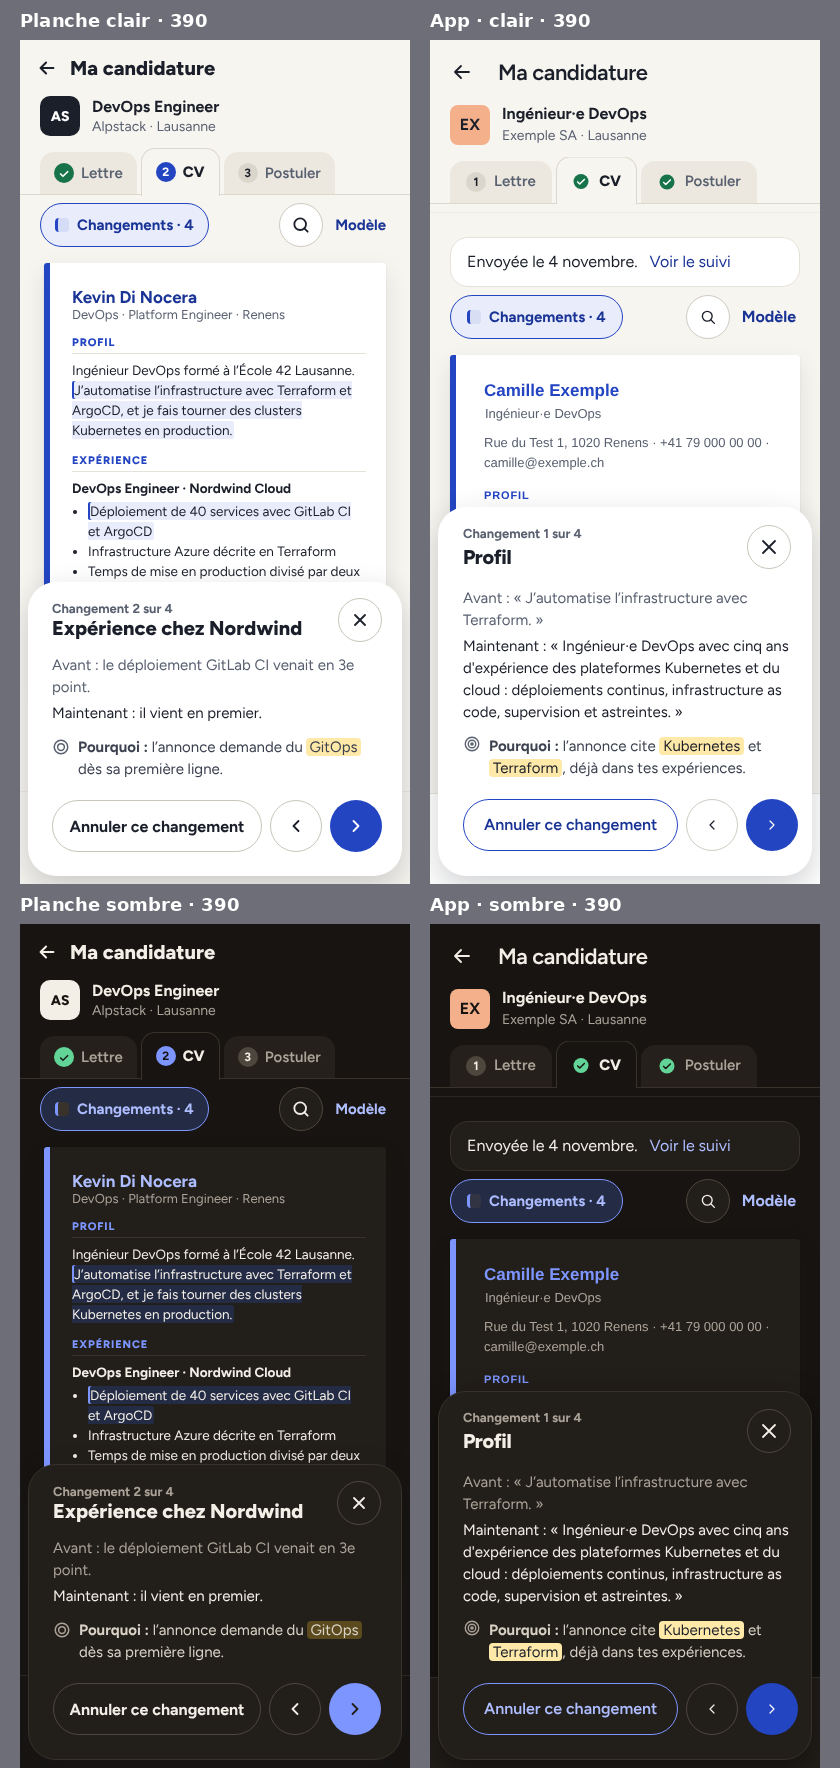 Planche clair · 390
Ma candidature
AS
DevOps Engineer
Alpstack · Lausanne
Lettre
2 CV
3 Postuler
Changements · 4
Modèle
Kevin Di Nocera
DevOps · Platform Engineer · Renens
PROFIL
Ingénieur DevOps formé à l'École 42 Lausanne.
J'automatise l'infrastructure avec Terraform et
ArgoCD, et je fais tourner des clusters
Kubernetes en production.
EXPÉRIENCE
DevOps Engineer · Nordwind Cloud
• Déploiement de 40 services avec GitLab CI
et ArgoCD
• Infrastructure Azure décrite en Terraform
• Temps de mise en production divisé par deux
Changement 2 sur 4
Expérience chez Nordwind
Avant : le déploiement GitLab CI venait en 3e
point.
Maintenant : il vient en premier.
Pourquoi : l'annonce demande du GitOps
dès sa première ligne.
Annuler ce changement
App · clair · 390
Ma candidature
EX
Ingénieur·e DevOps
Exemple SA · Lausanne
1 Lettre
CV
Postuler
Envoyée le 4 novembre. Voir le suivi
Changements · 4
Modèle
Camille Exemple
Ingénieur·e DevOps
Rue du Test 1, 1020 Renens · +41 79 000 00 00 ·
camille@exemple.ch
PROFIL
Changement 1 sur 4
Profil
Avant : « J'automatise l'infrastructure avec
Terraform. »
Maintenant : « Ingénieur·e DevOps avec cinq ans
d'expérience des plateformes Kubernetes et du
cloud : déploiements continus, infrastructure as
code, supervision et astreintes. »
Pourquoi : l'annonce cite Kubernetes et
Terraform, déjà dans tes expériences.
Annuler ce changement
Planche sombre · 390
Ma candidature
AS
DevOps Engineer
Alpstack · Lausanne
Lettre
2 CV
3 Postuler
Changements · 4
Modèle
Kevin Di Nocera
DevOps · Platform Engineer · Renens
PROFIL
Ingénieur DevOps formé à l'École 42 Lausanne.
J'automatise l'infrastructure avec Terraform et
ArgoCD, et je fais tourner des clusters
Kubernetes en production.
EXPÉRIENCE
DevOps Engineer · Nordwind Cloud
• Déploiement de 40 services avec GitLab CI
et ArgoCD
• Infrastructure Azure décrite en Terraform
• Temps de mise en production divisé par deux
Changement 2 sur 4
Expérience chez Nordwind
Avant : le déploiement GitLab CI venait en 3e
point.
Maintenant : il vient en premier.
Pourquoi : l'annonce demande du GitOps
dès sa première ligne.
Annuler ce changement
App · sombre · 390
Ma candidature
EX
Ingénieur·e DevOps
Exemple SA · Lausanne
1 Lettre
CV
Postuler
Envoyée le 4 novembre. Voir le suivi
Changements · 4
Modèle
Camille Exemple
Ingénieur·e DevOps
Rue du Test 1, 1020 Renens · +41 79 000 00 00 ·
camille@exemple.ch
PROFIL
Changement 1 sur 4
Profil
Avant : « J'automatise l'infrastructure avec
Terraform. »
Maintenant : « Ingénieur·e DevOps avec cinq ans
d'expérience des plateformes Kubernetes et du
cloud : déploiements continus, infrastructure as
code, supervision et astreintes. »
Pourquoi : l'annonce cite Kubernetes et
Terraform, déjà dans tes expériences.
Annuler ce changement